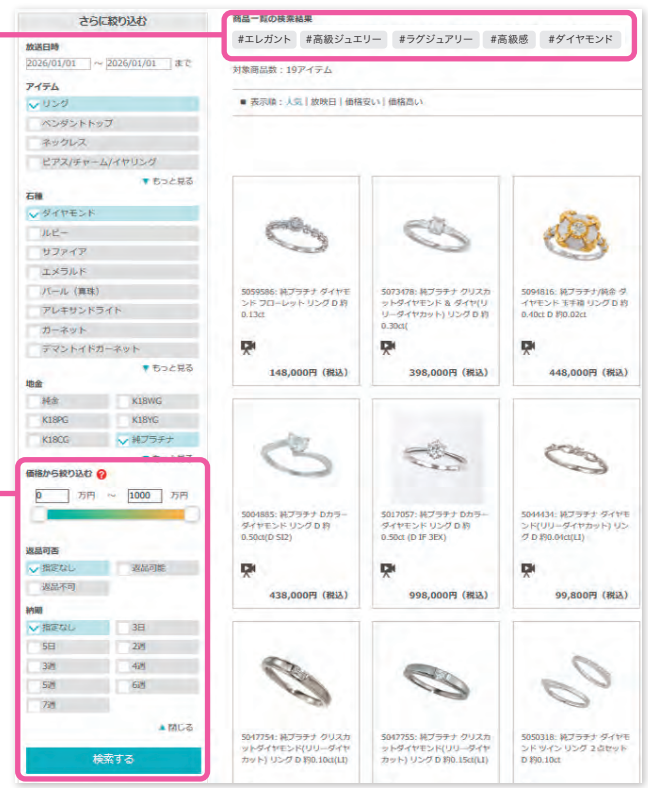 さらに絞り込む
放送日時
2026/01/01 ～ 2026/01/01 まで
アイテム
リング
ペンダントトップ
ネックレス
ピアス/チャーム/イヤリング
▼ もっと見る
石種
ダイヤモンド
ルビー
サファイア
エメラルド
パール（真珠）
アレキサンドライト
ガーネット
デマントイドガーネット
▼ もっと見る
地金
純金 K18WG
K18PG K18YG
K18CG 純プラチナ
価格から絞り込む ?
0 万円 ～ 1000 万円
返品可否
指定なし 返品可能
返品不可
納期
指定なし 3日
5日 2週
3週 4週
5週 6週
7週
▲ 閉じる
検索する
商品一覧の検索結果
#エレガント #高級ジュエリー #ラグジュアリー #高級感 #ダイヤモンド
対象商品数：19アイテム
■ 表示順：人気 | 放映日 | 価格安い | 価格高い
5059586: 純プラチナ ダイヤモ
ンド フローレット リング D 約
0.13ct
148,000円（税込）
5073478: 純プラチナ クリスカ
ットダイヤモンド & ダイヤ(リ
リーダイヤカット) リング D 約
0.30ct(
398,000円（税込）
5094816: 純プラチナ/純金 ダ
イヤモンド 玉手箱 リング D 約
0.40ct D 約0.02ct
448,000円（税込）
5004885: 純プラチナ Dカラー
ダイヤモンド リング D 約
0.50ct(D SI2)
438,000円（税込）
5017057: 純プラチナ Dカラー
ダイヤモンド リング D 約
0.50ct (D IF 3EX)
998,000円（税込）
5044434: 純プラチナ ダイヤモ
ンド(リリーダイヤカット) リン
グ D 約0.04ct(LI)
99,800円（税込）
5047754: 純プラチナ クリスカ
ットダイヤモンド(リリーダイヤ
カット) リング D 約0.10ct(LI)
5047755: 純プラチナ クリスカ
ットダイヤモンド(リリーダイヤ
カット) リング D 約0.15ct(LI)
5050318: 純プラチナ ダイヤモ
ンド ツイン リング 2点セット
D 約0.10ct